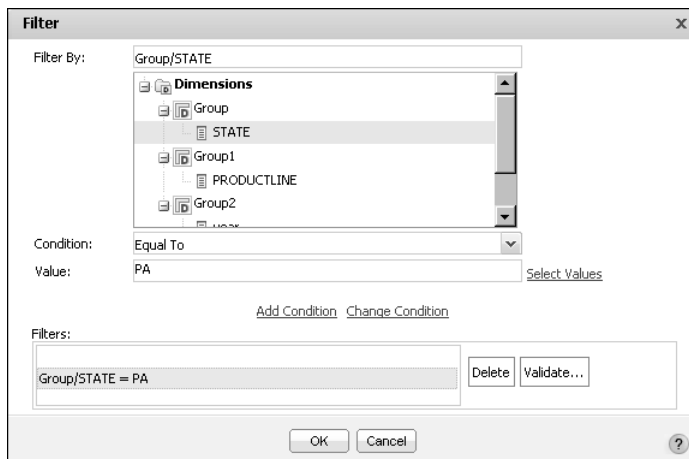 Filter x
Filter By: Group/STATE
Dimensions
Group
STATE
Group1
PRODUCTLINE
Group2
year
Condition: Equal To
Value: PA Select Values
Add Condition Change Condition
Filters:
Group/STATE = PA Delete Validate...
OK Cancel ?